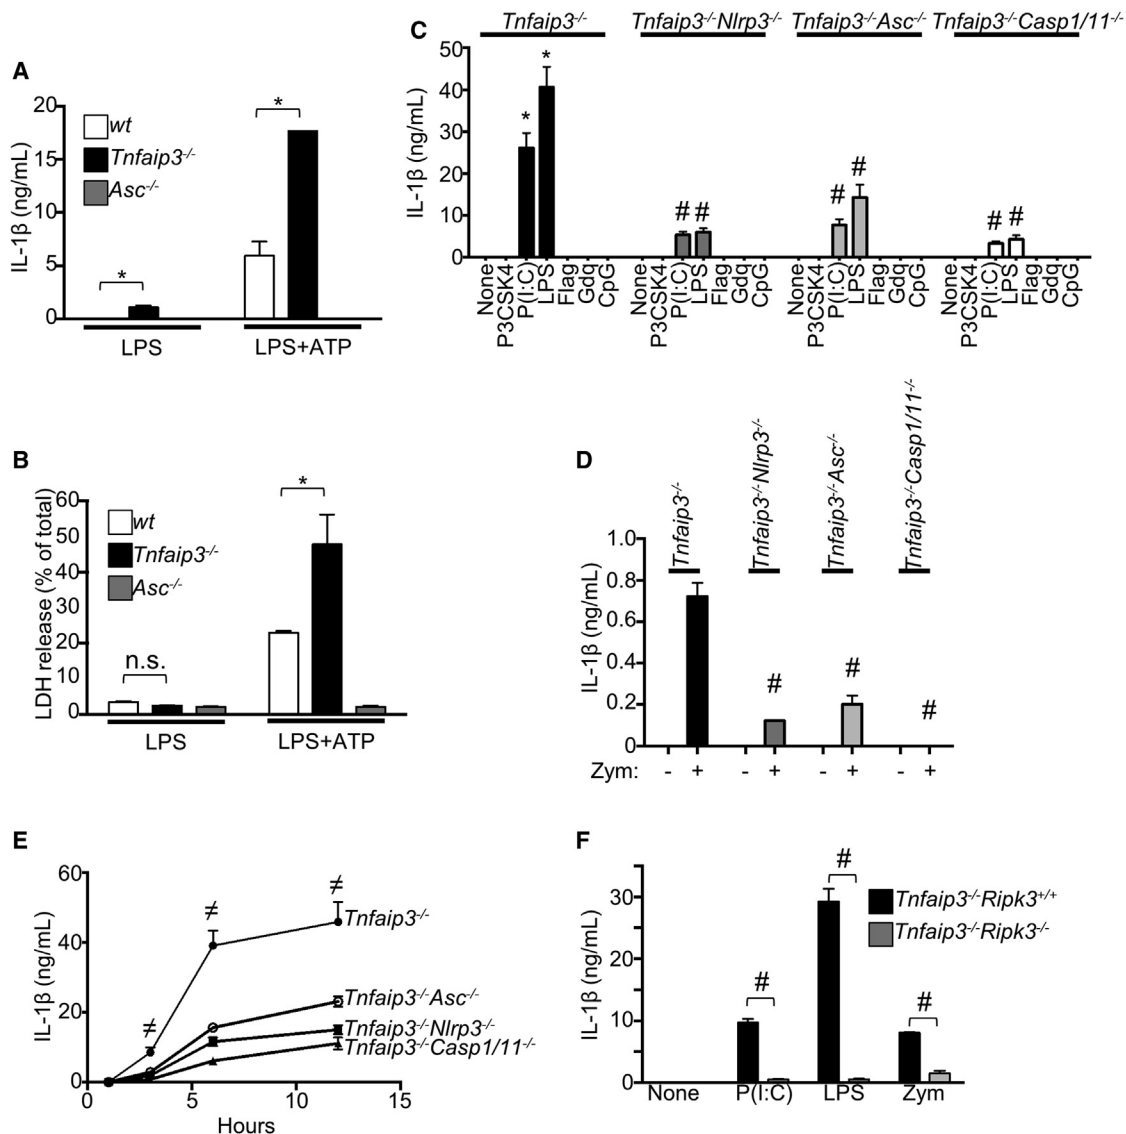 A
IL-1β (ng/mL)
20
15
10
5
0
wt
Tnfaip3-/-
Asc-/-
*
*
LPS
LPS+ATP
B
LDH release (% of total)
60
50
40
30
20
10
0
wt
Tnfaip3-/-
Asc-/-
n.s.
*
LPS
LPS+ATP
C
Tnfaip3-/-
Tnfaip3-/-Nlrp3-/-
Tnfaip3-/-Asc-/-
Tnfaip3-/-Casp1/11-/-
IL-1β (ng/mL)
50
40
30
20
10
0
* *
# #
# #
# #
None P3CSK4 P(I:C) LPS Flag Gdq CpG
None P3CSK4 P(I:C) LPS Flag Gdq CpG
None P3CSK4 P(I:C) LPS Flag Gdq CpG
None P3CSK4 P(I:C) LPS Flag Gdq CpG
D
Tnfaip3-/-
Tnfaip3-/-Nlrp3-/-
Tnfaip3-/-Asc-/-
Tnfaip3-/-Casp1/11-/-
IL-1β (ng/mL)
1.0
0.8
0.6
0.4
0.2
0
# # #
Zym: - + - + - + - +
E
IL-1β (ng/mL)
60
40
20
0
≠ ≠ ≠
Tnfaip3-/-
Tnfaip3-/-Asc-/-
Tnfaip3-/-Nlrp3-/-
Tnfaip3-/-Casp1/11-/-
0 5 10 15
Hours
F
IL-1β (ng/mL)
30
20
10
0
# # #
Tnfaip3-/-Ripk3+/+
Tnfaip3-/-Ripk3-/-
None P(I:C) LPS Zym